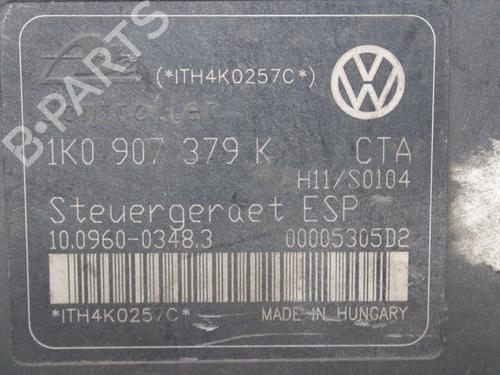 (*ITH4K0257C*)
B-PARTS
1K0 907 379 K CTA
H11/S0104
Steuergeraet ESP
10.0960-0348.3 00005305D2
*ITH4K0257C* MADE IN HUNGARY